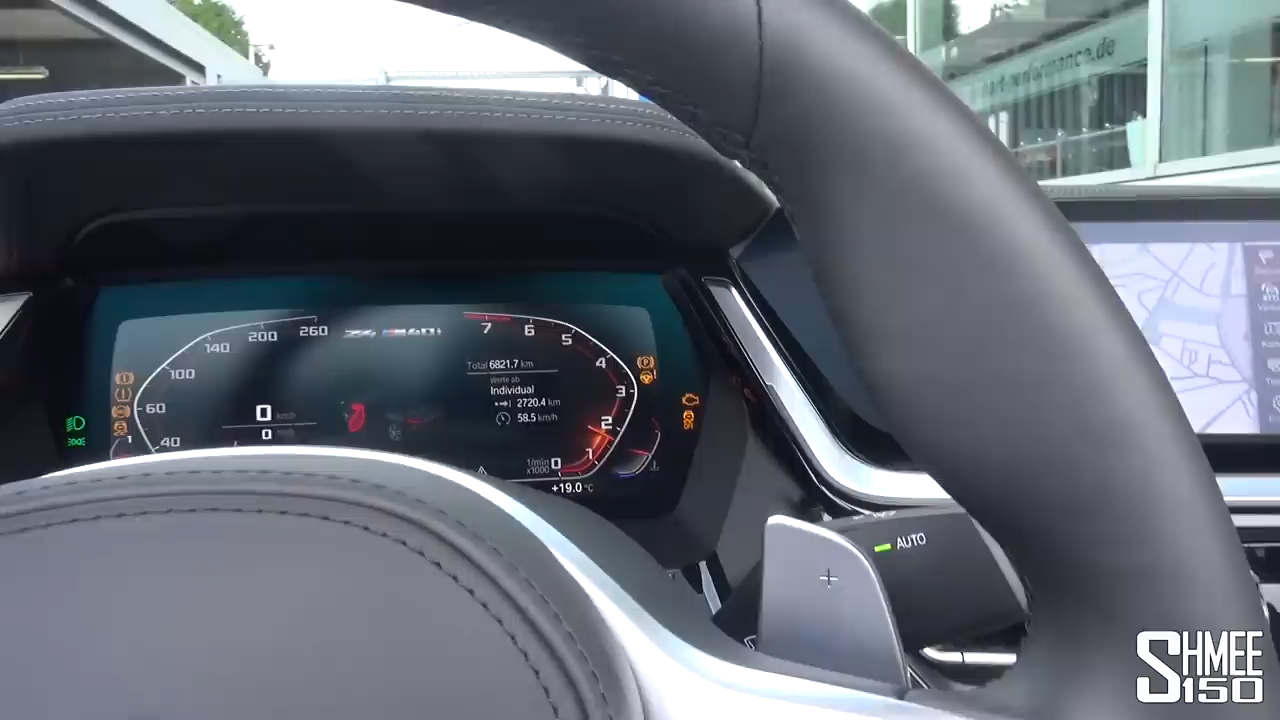 260
200
140
100
60
40
Z4 M40i
7
6
5
4
3
2
1
0
1/min
x1000
Total 6821.7 km
Werte ab
Individual
2720.4 km
58.5 km/h
0 km/h
0
+19.0 °C
AUTO
+
SHMEE
150